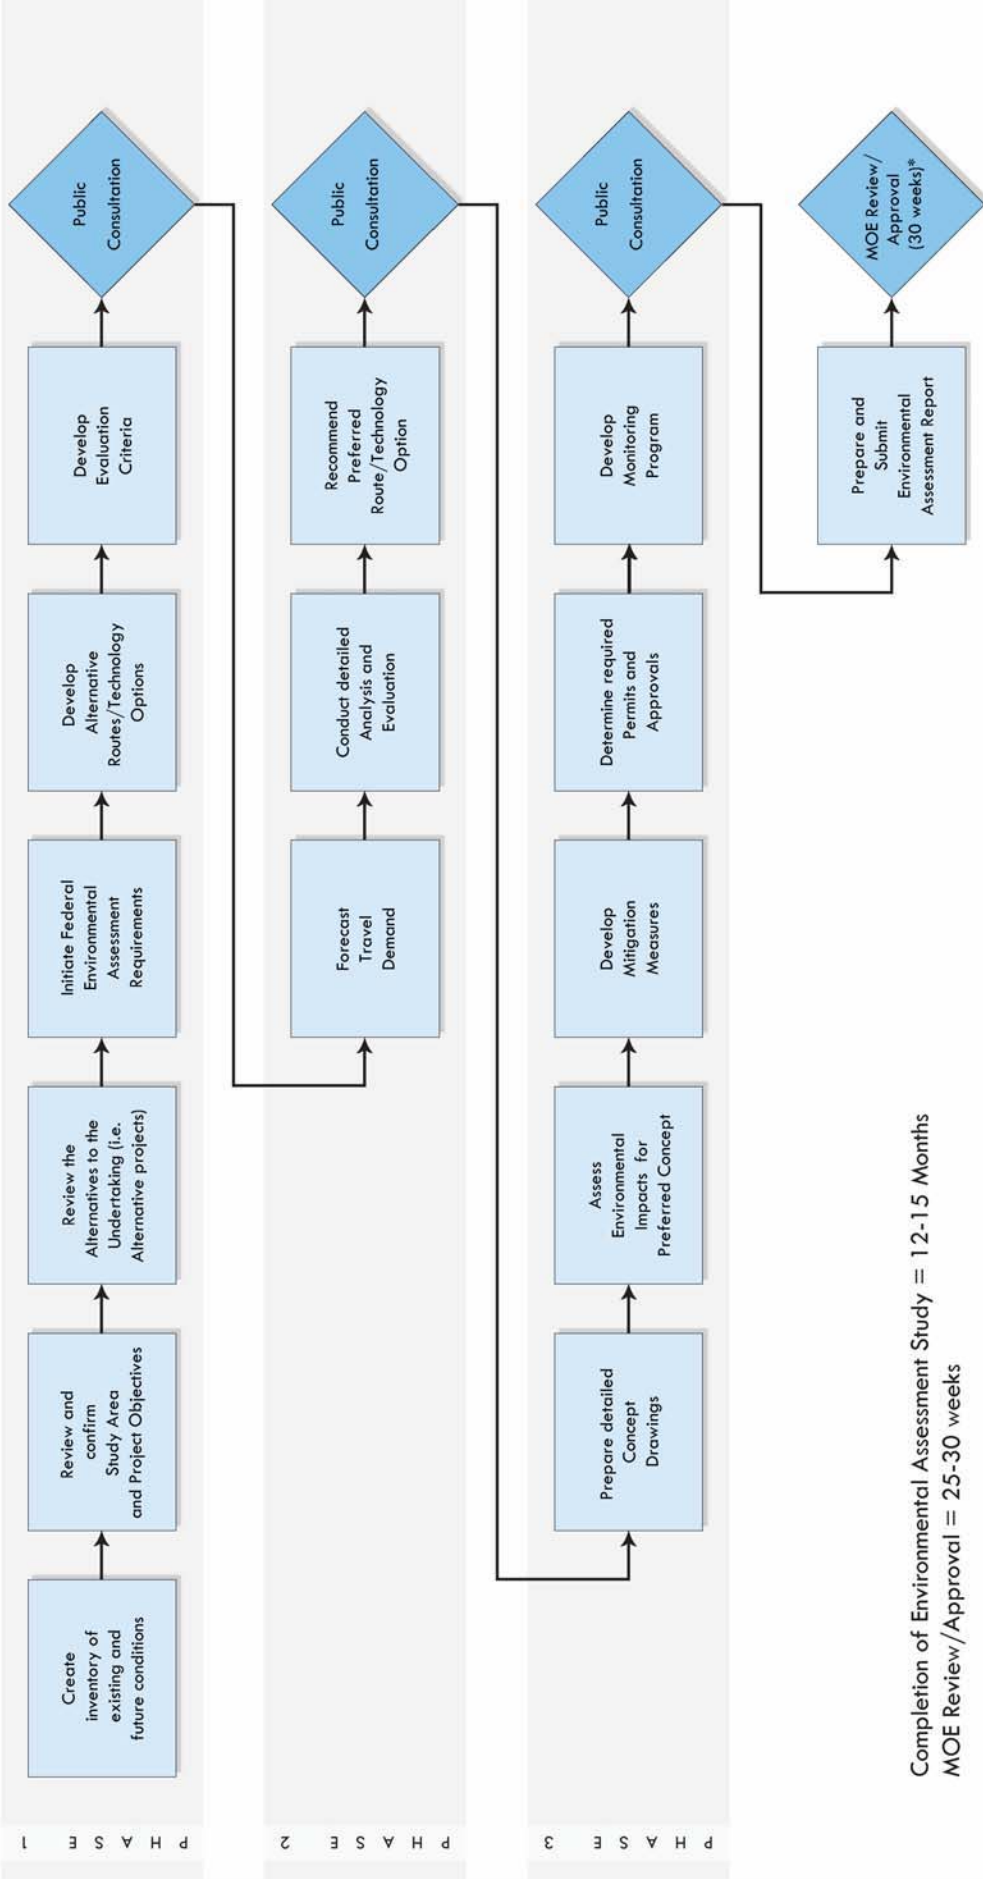 PHASE 1
Create
inventory of
existing and
future conditions
Review and
confirm
Study Area
and Project Objectives
Review the
Alternatives to the
Undertaking (i.e.
Alternative projects)
Initiate Federal
Environmental
Assessment
Requirements
Develop
Alternative
Routes/Technology
Options
Develop
Evaluation
Criteria
Public
Consultation
PHASE 2
Forecast
Travel
Demand
Conduct detailed
Analysis and
Evaluation
Recommend
Preferred
Route/Technology
Option
Public
Consultation
PHASE 3
Prepare detailed
Concept
Drawings
Assess
Environmental
Impacts for
Preferred Concept
Develop
Mitigation
Measures
Determine required
Permits and
Approvals
Develop
Monitoring
Program
Public
Consultation
Prepare and
Submit
Environmental
Assessment Report
MOE Review/
Approval
(30 weeks)*
Completion of Environmental Assessment Study = 12-15 Months
MOE Review/Approval = 25-30 weeks